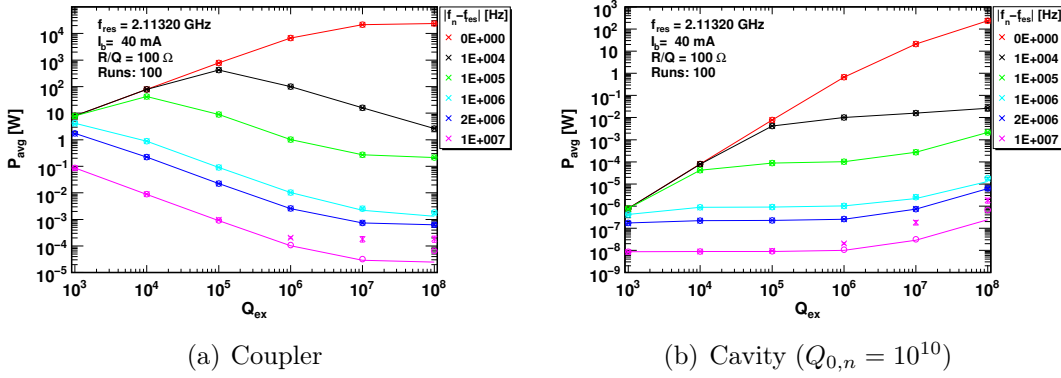 |f_n-f_res| [Hz]
f_res = 2.11320 GHz
I_b= 40 mA
R/Q = 100 Ω
Runs: 100
0E+000
1E+004
1E+005
1E+006
2E+006
1E+007
P_avg [W]
10^4
10^3
10^2
10
1
10^-1
10^-2
10^-3
10^-4
10^-5
10^3 10^4 10^5 10^6 10^7 10^8
Q_ex
(a) Coupler
|f_n-f_res| [Hz]
f_res = 2.11320 GHz
I_b= 40 mA
R/Q = 100 Ω
Runs: 100
0E+000
1E+004
1E+005
1E+006
2E+006
1E+007
P_avg [W]
10^2
10
1
10^-1
10^-2
10^-3
10^-4
10^-5
10^-6
10^-7
10^-8
10^-9
10^3 10^4 10^5 10^6 10^7 10^8
Q_ex
(b) Cavity (Q_{0,n} = 10^10)